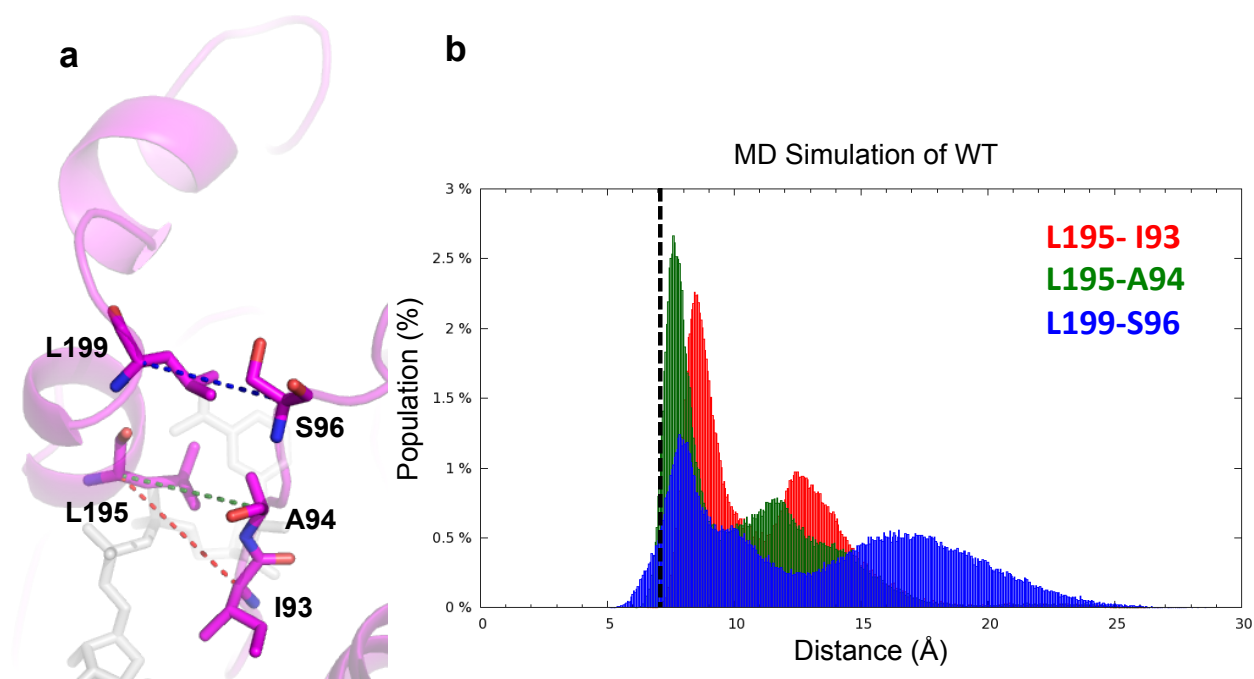 a
L199
S96
L195
A94
I93
b
MD Simulation of WT
3 %
2.5 %
2 %
1.5 %
1 %
0.5 %
0 %
Population (%)
L195- I93
L195-A94
L199-S96
0 5 10 15 20 25 30
Distance (Å)